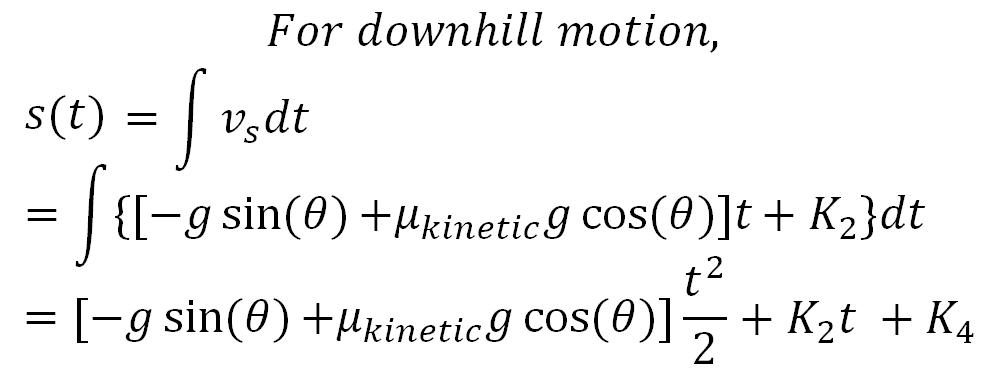 For downhill motion,
s(t) = ∫ v_s dt
= ∫ {[−g sin(θ) +μ_kinetic g cos(θ)]t + K_2}dt
= [−g sin(θ) +μ_kinetic g cos(θ)] t^2/2 + K_2 t + K_4